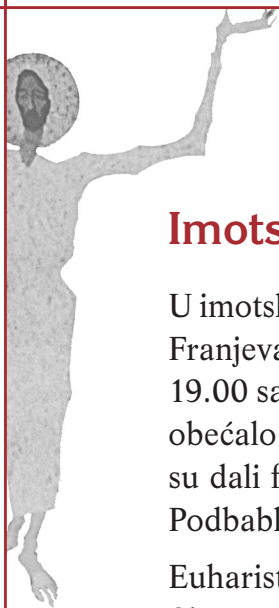 Imots
U imotsk
Franjeva
19.00 sa
obećalo
su dali f
Podbabl
Euharist